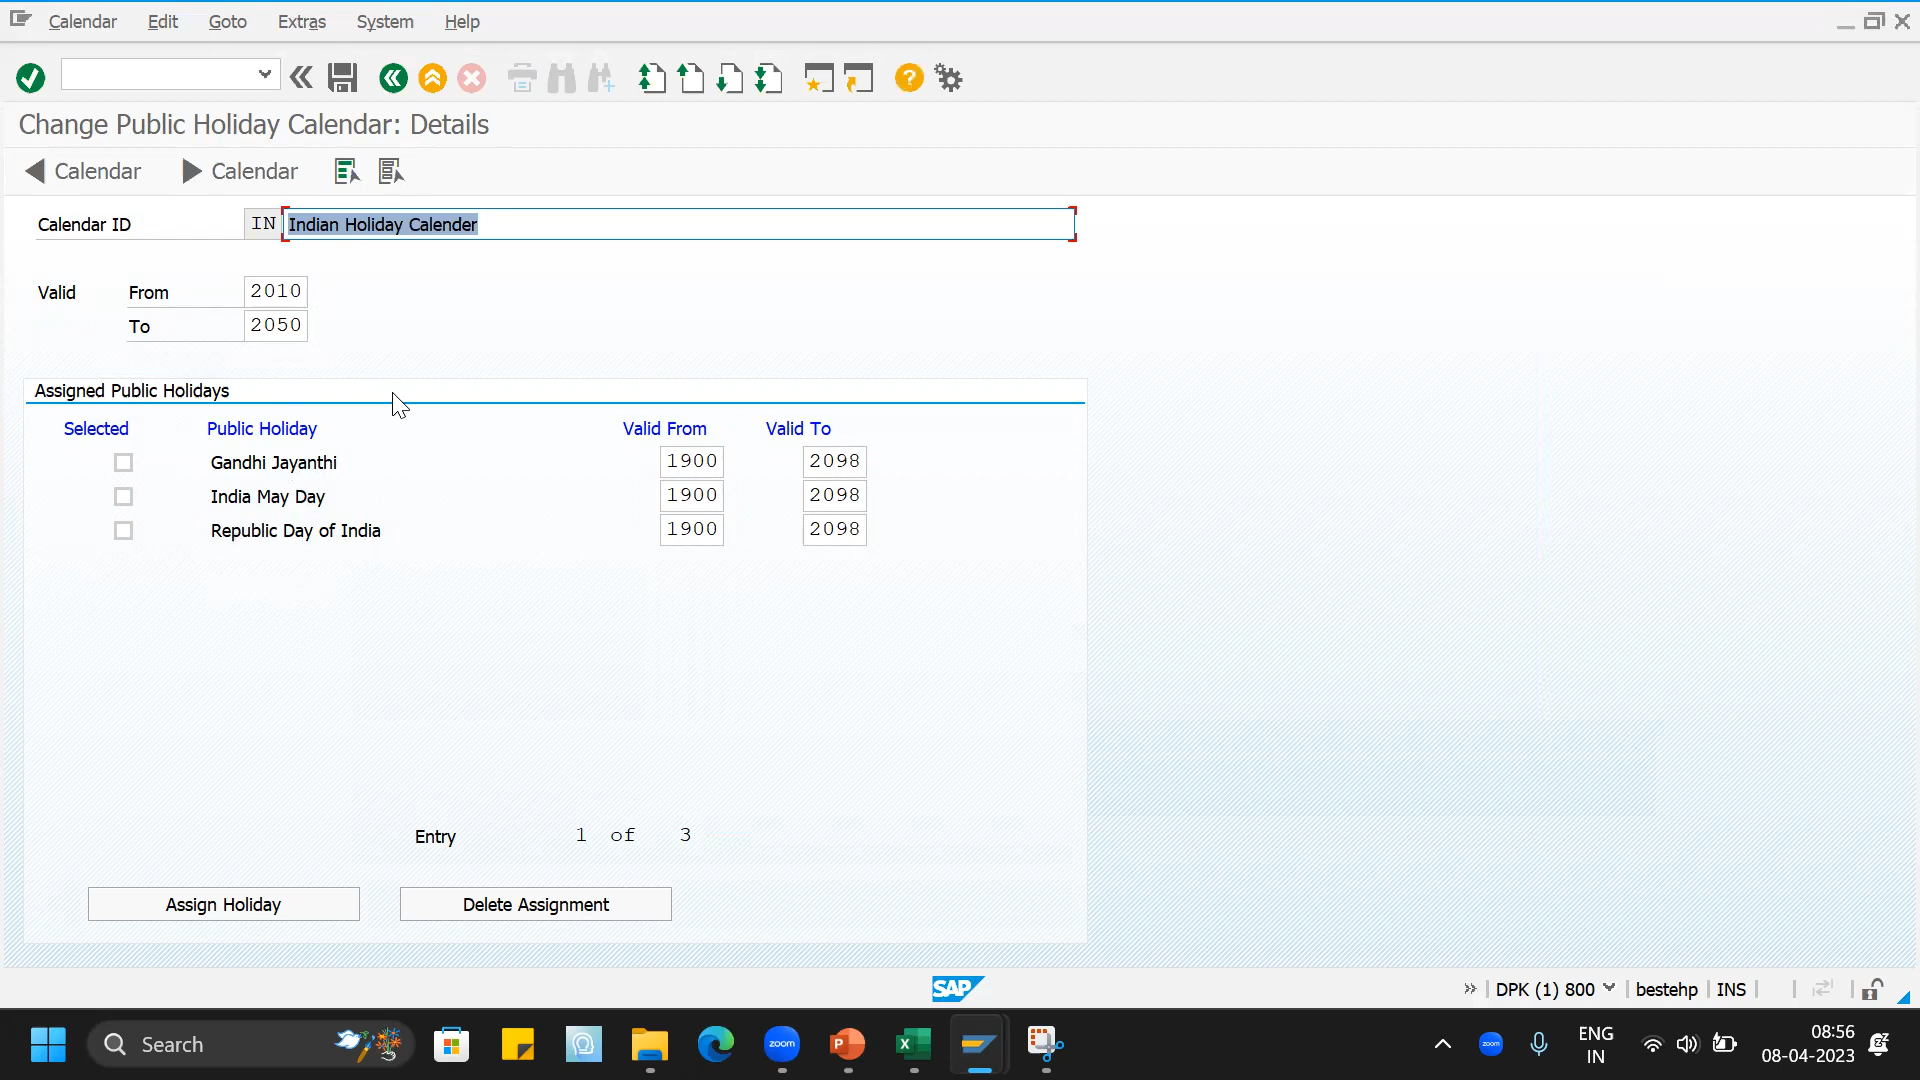 Calendar Edit Goto Extras System Help
Change Public Holiday Calendar: Details
Calendar Calendar
Calendar ID IN Indian Holiday Calender
Valid From 2010
To 2050
Assigned Public Holidays
Selected Public Holiday Valid From Valid To
Gandhi Jayanthi 1900 2098
India May Day 1900 2098
Republic Day of India 1900 2098
Entry 1 of 3
Assign Holiday Delete Assignment
SAP DPK (1) 800 bestehp INS
Search zoom P X zoom ENG IN 08:56
08-04-2023